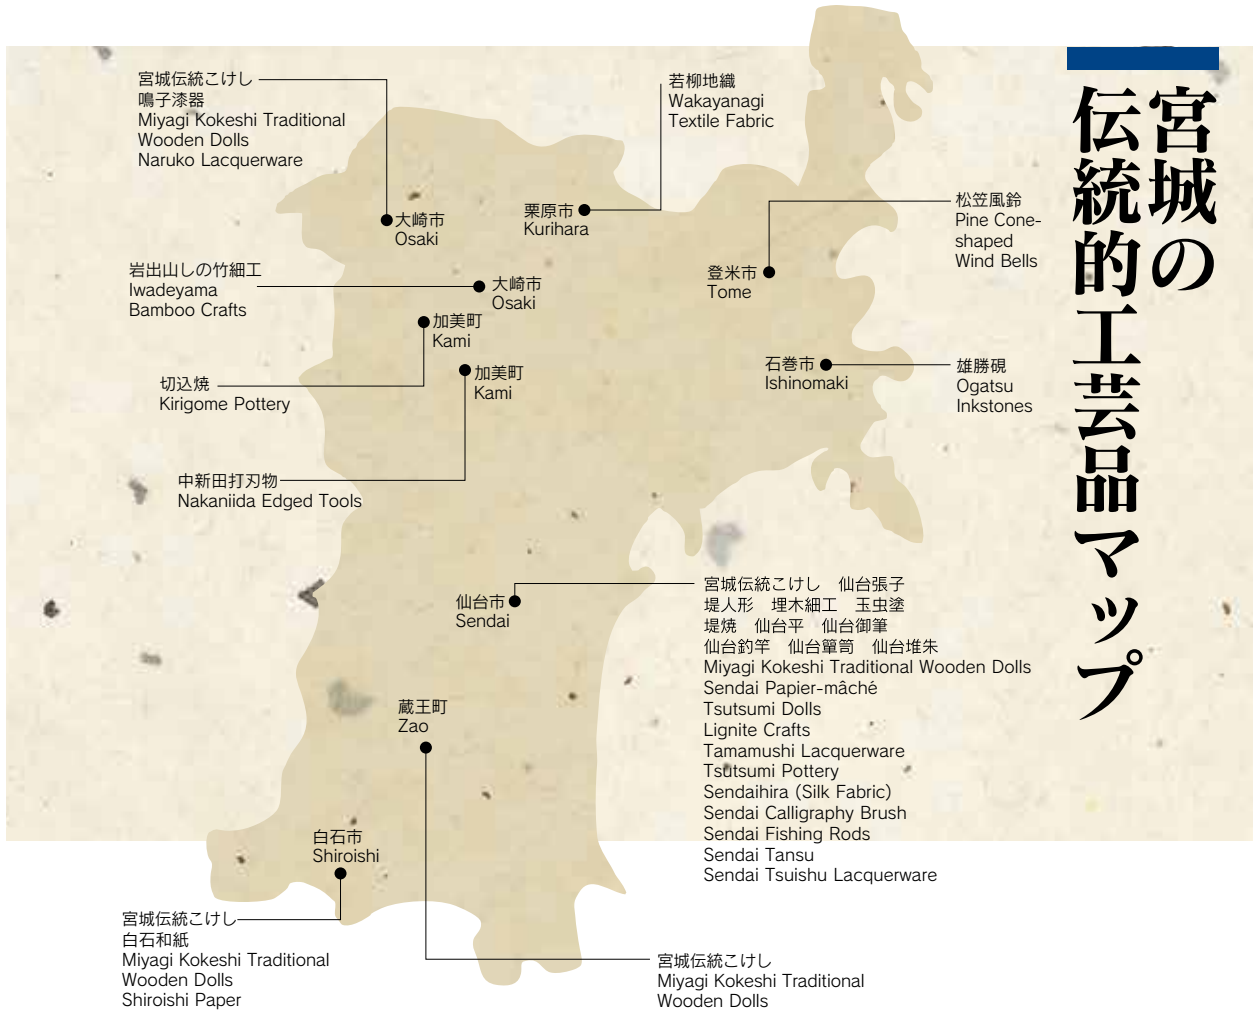 宮城の
伝統的工芸品マップ
宮城伝統こけし
鳴子漆器
Miyagi Kokeshi Traditional
Wooden Dolls
Naruko Lacquerware
大崎市
Osaki
若柳地織
Wakayanagi
Textile Fabric
栗原市
Kurihara
松笠風鈴
Pine Cone-
shaped
Wind Bells
登米市
Tome
岩出山しの竹細工
Iwadeyama
Bamboo Crafts
大崎市
Osaki
加美町
Kami
切込焼
Kirigome Pottery
加美町
Kami
中新田打刃物
Nakaniida Edged Tools
石巻市
Ishinomaki
雄勝硯
Ogatsu
Inkstones
仙台市
Sendai
宮城伝統こけし　仙台張子
堤人形　埋木細工　玉虫塗
堤焼　仙台平　仙台御筆
仙台釣竿　仙台簞笥　仙台堆朱
Miyagi Kokeshi Traditional Wooden Dolls
Sendai Papier-mâché
Tsutsumi Dolls
Lignite Crafts
Tamamushi Lacquerware
Tsutsumi Pottery
Sendaihira (Silk Fabric)
Sendai Calligraphy Brush
Sendai Fishing Rods
Sendai Tansu
Sendai Tsuishu Lacquerware
蔵王町
Zao
白石市
Shiroishi
宮城伝統こけし
白石和紙
Miyagi Kokeshi Traditional
Wooden Dolls
Shiroishi Paper
宮城伝統こけし
Miyagi Kokeshi Traditional
Wooden Dolls